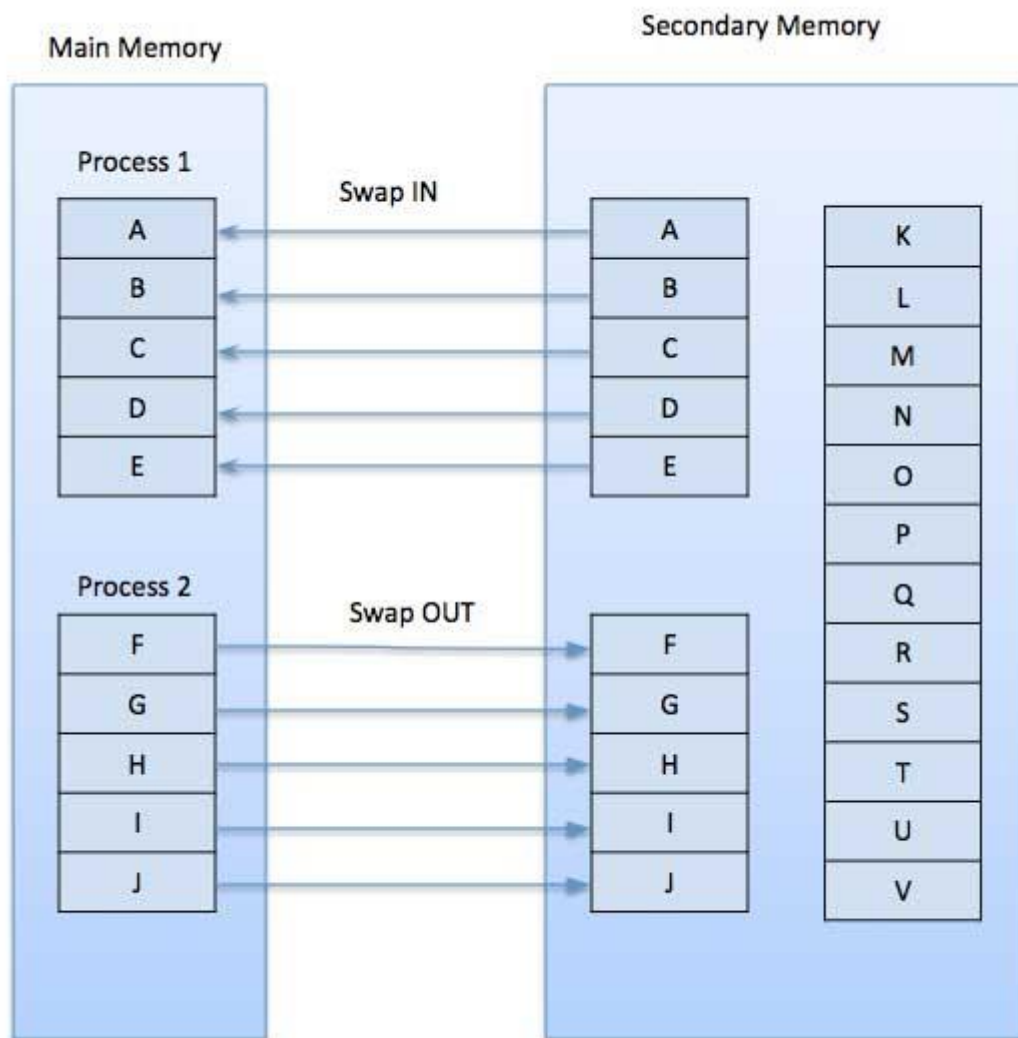 Main Memory
Secondary Memory
Process 1
Swap IN
A
B
C
D
E
A
B
C
D
E
Process 2
Swap OUT
F
G
H
I
J
F
G
H
I
J
K
L
M
N
O
P
Q
R
S
T
U
V